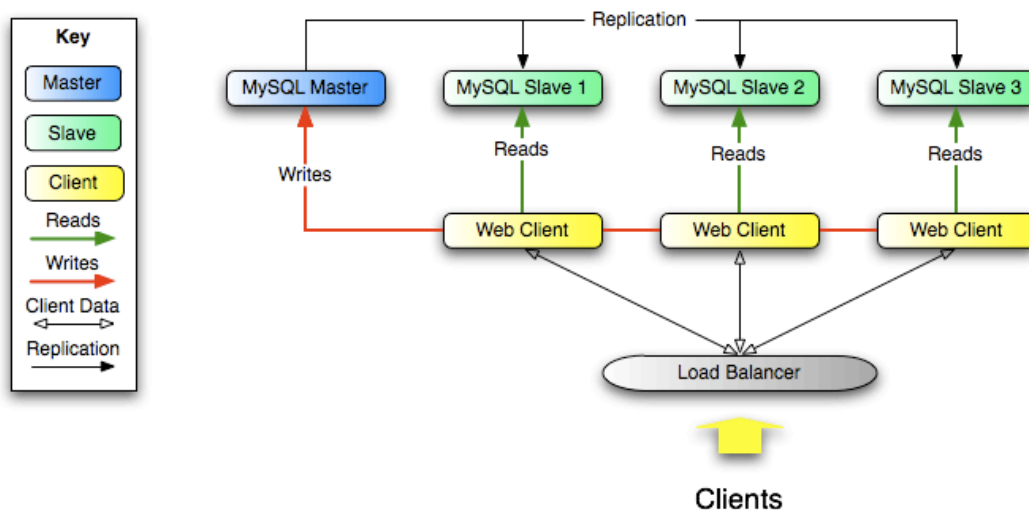 Key
Master
Slave
Client
Reads
Writes
Client Data
Replication
Replication
MySQL Master
MySQL Slave 1
MySQL Slave 2
MySQL Slave 3
Writes
Reads
Reads
Reads
Web Client
Web Client
Web Client
Load Balancer
Clients